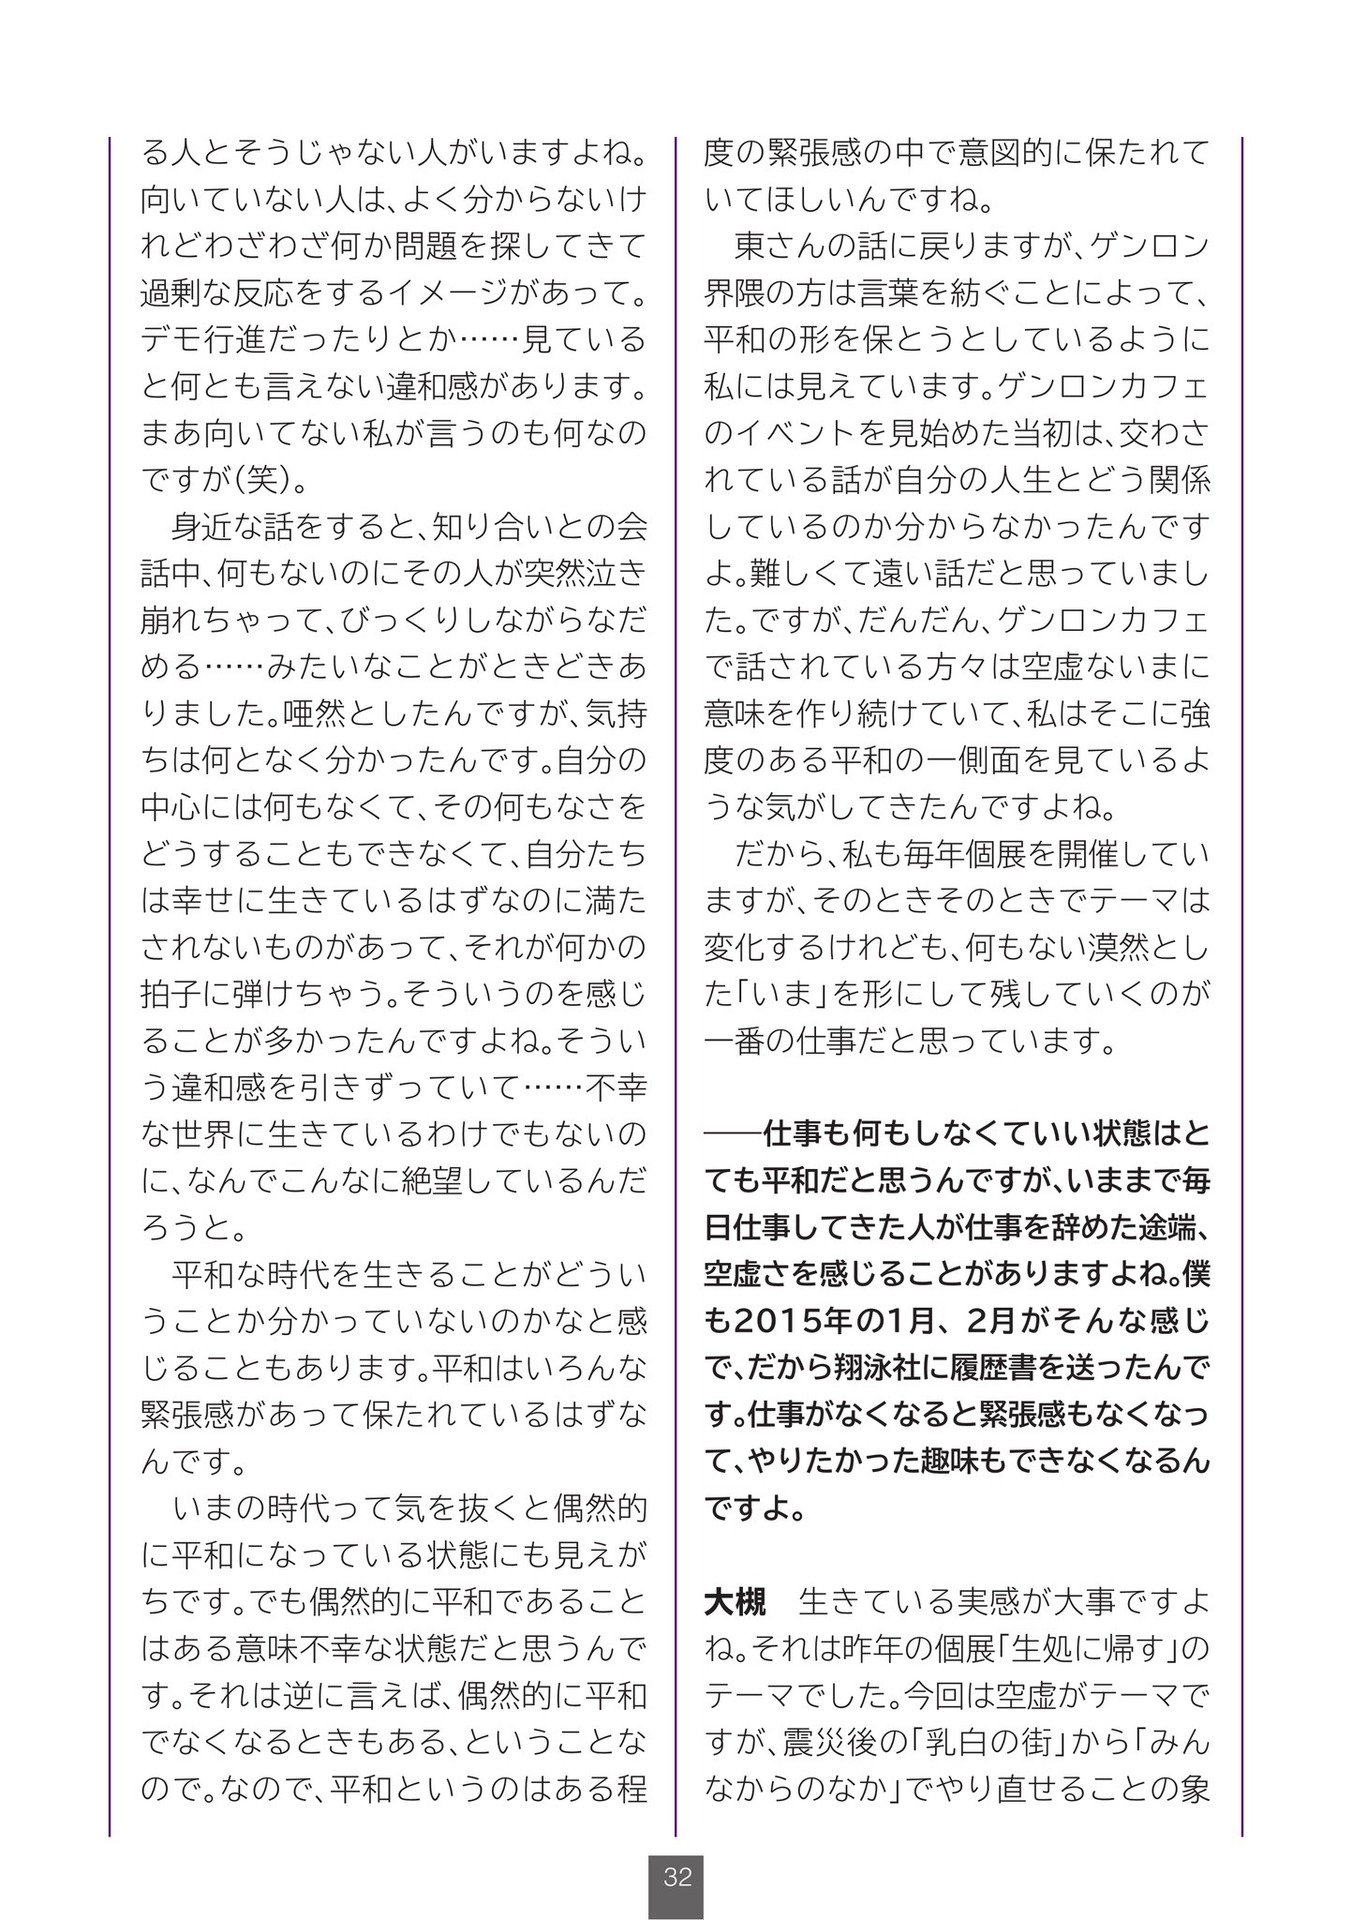 る人とそうじゃない人がいますよね。
向いていない人は、よく分からないけ
れどわざわざ何か問題を探してきて
過剰な反応をするイメージがあって。
デモ行進だったりとか……見ている
と何とも言えない違和感があります。
まあ向いてない私が言うのも何なの
ですが(笑)。
　身近な話をすると、知り合いとの会
話中、何もないのにその人が突然泣き
崩れちゃって、びっくりしながらなだ
める……みたいなことがときどきあ
りました。唖然としたんですが、気持
ちは何となく分かったんです。自分の
中心には何もなくて、その何もなさを
どうすることもできなくて、自分たち
は幸せに生きているはずなのに満た
されないものがあって、それが何かの
拍子に弾けちゃう。そういうのを感じ
ることが多かったんですよね。そうい
う違和感を引きずっていて……不幸
な世界に生きているわけでもないの
に、なんでこんなに絶望しているんだ
ろうと。
　平和な時代を生きることがどうい
うことか分かっていないのかなと感
じることもあります。平和はいろんな
緊張感があって保たれているはずな
んです。
　いまの時代って気を抜くと偶然的
に平和になっている状態にも見えが
ちです。でも偶然的に平和であること
はある意味不幸な状態だと思うんで
す。それは逆に言えば、偶然的に平和
でなくなるときもある、ということな
ので。なので、平和というのはある程
度の緊張感の中で意図的に保たれて
いてほしいんですね。
　東さんの話に戻りますが、ゲンロン
界隈の方は言葉を紡ぐことによって、
平和の形を保とうとしているように
私には見えています。ゲンロンカフェ
のイベントを見始めた当初は、交わさ
れている話が自分の人生とどう関係
しているのか分からなかったんです
よ。難しくて遠い話だと思っていまし
た。ですが、だんだん、ゲンロンカフェ
で話されている方々は空虚ないまに
意味を作り続けていて、私はそこに強
度のある平和の一側面を見ているよ
うな気がしてきたんですよね。
　だから、私も毎年個展を開催してい
ますが、そのときそのときでテーマは
変化するけれども、何もない漠然とし
た「いま」を形にして残していくのが
一番の仕事だと思っています。
――仕事も何もしなくていい状態はと
ても平和だと思うんですが、いままで毎
日仕事してきた人が仕事を辞めた途端、
空虚さを感じることがありますよね。僕
も2015年の1月、2月がそんな感じ
で、だから翔泳社に履歴書を送ったんで
す。仕事がなくなると緊張感もなくなっ
て、やりたかった趣味もできなくなるん
ですよ。
大槻　生きている実感が大事ですよ
ね。それは昨年の個展「生処に帰す」の
テーマでした。今回は空虚がテーマで
すが、震災後の「乳白の街」から「みん
なからのなか」でやり直せることの象
32